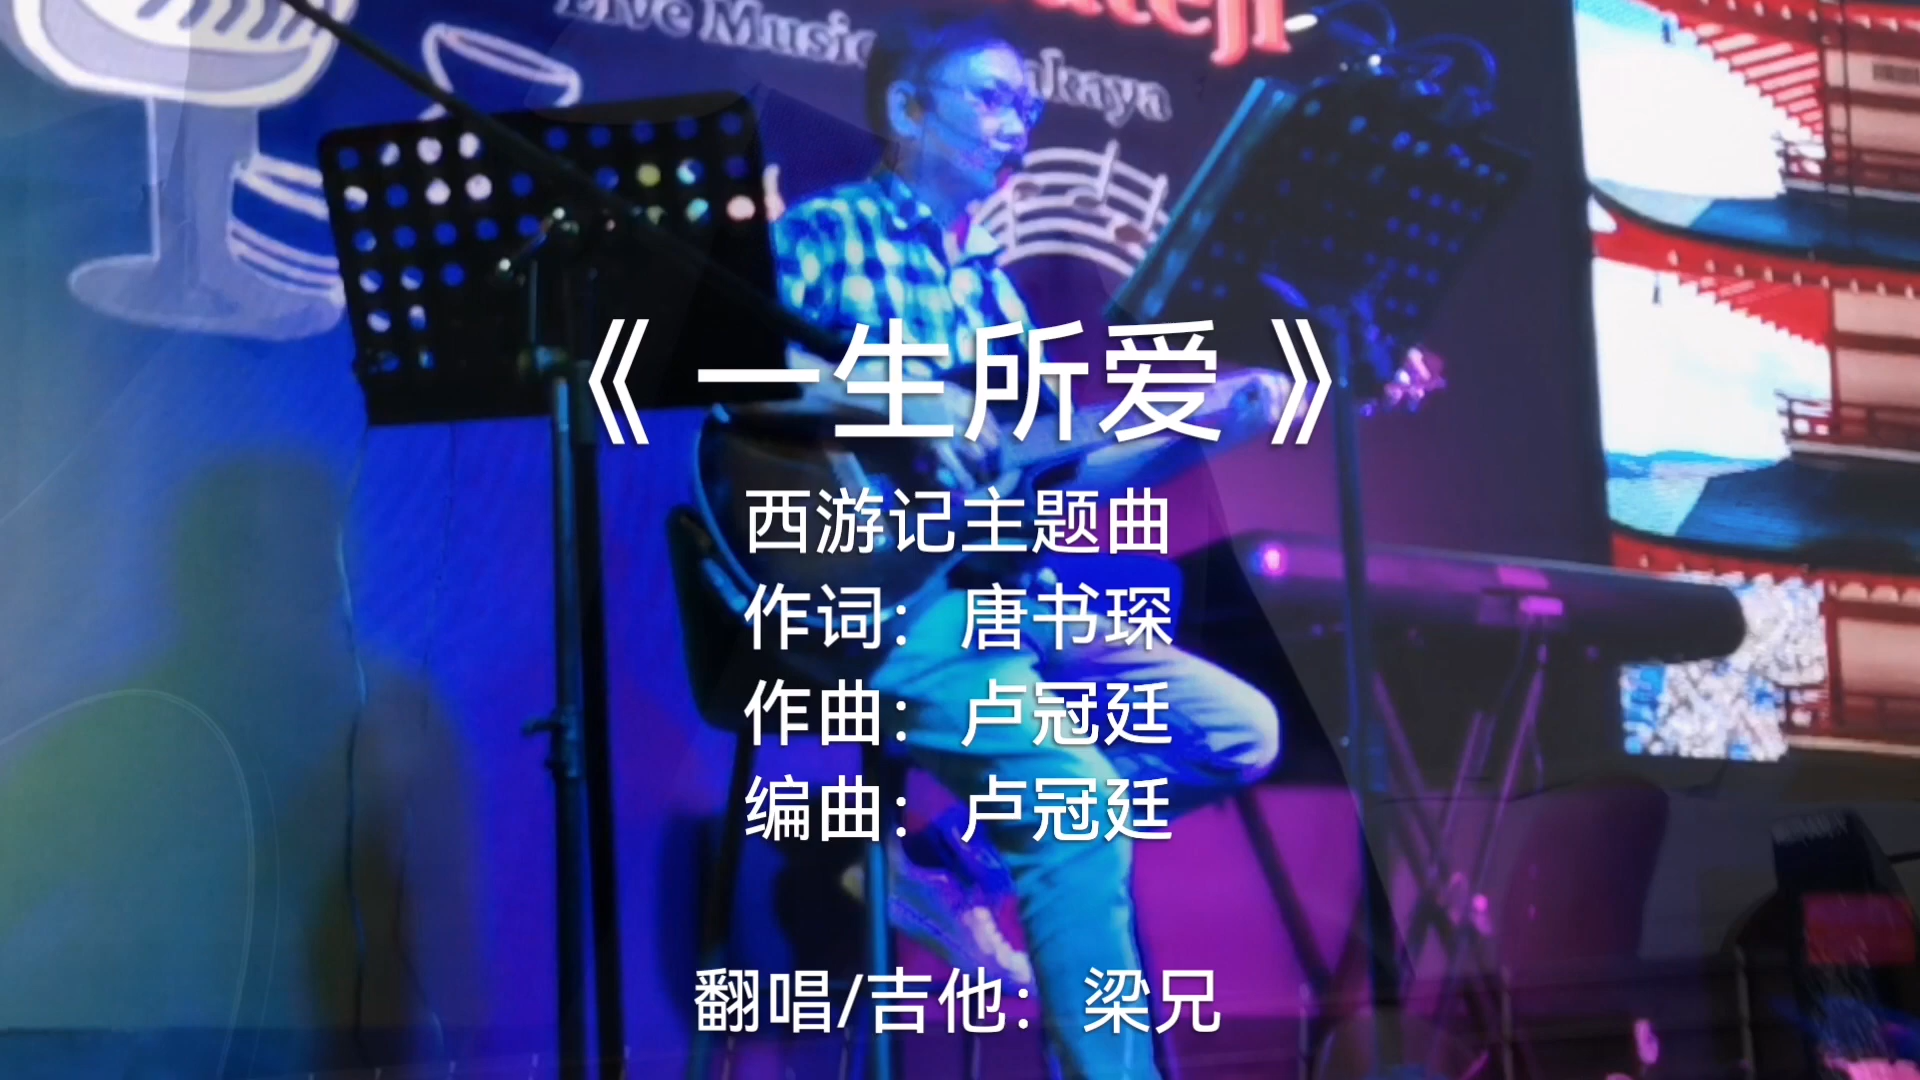 Live Music
《 一生所爱 》
西游记主题曲
作词： 唐书琛
作曲： 卢冠廷
编曲： 卢冠廷
翻唱/吉他： 梁兄